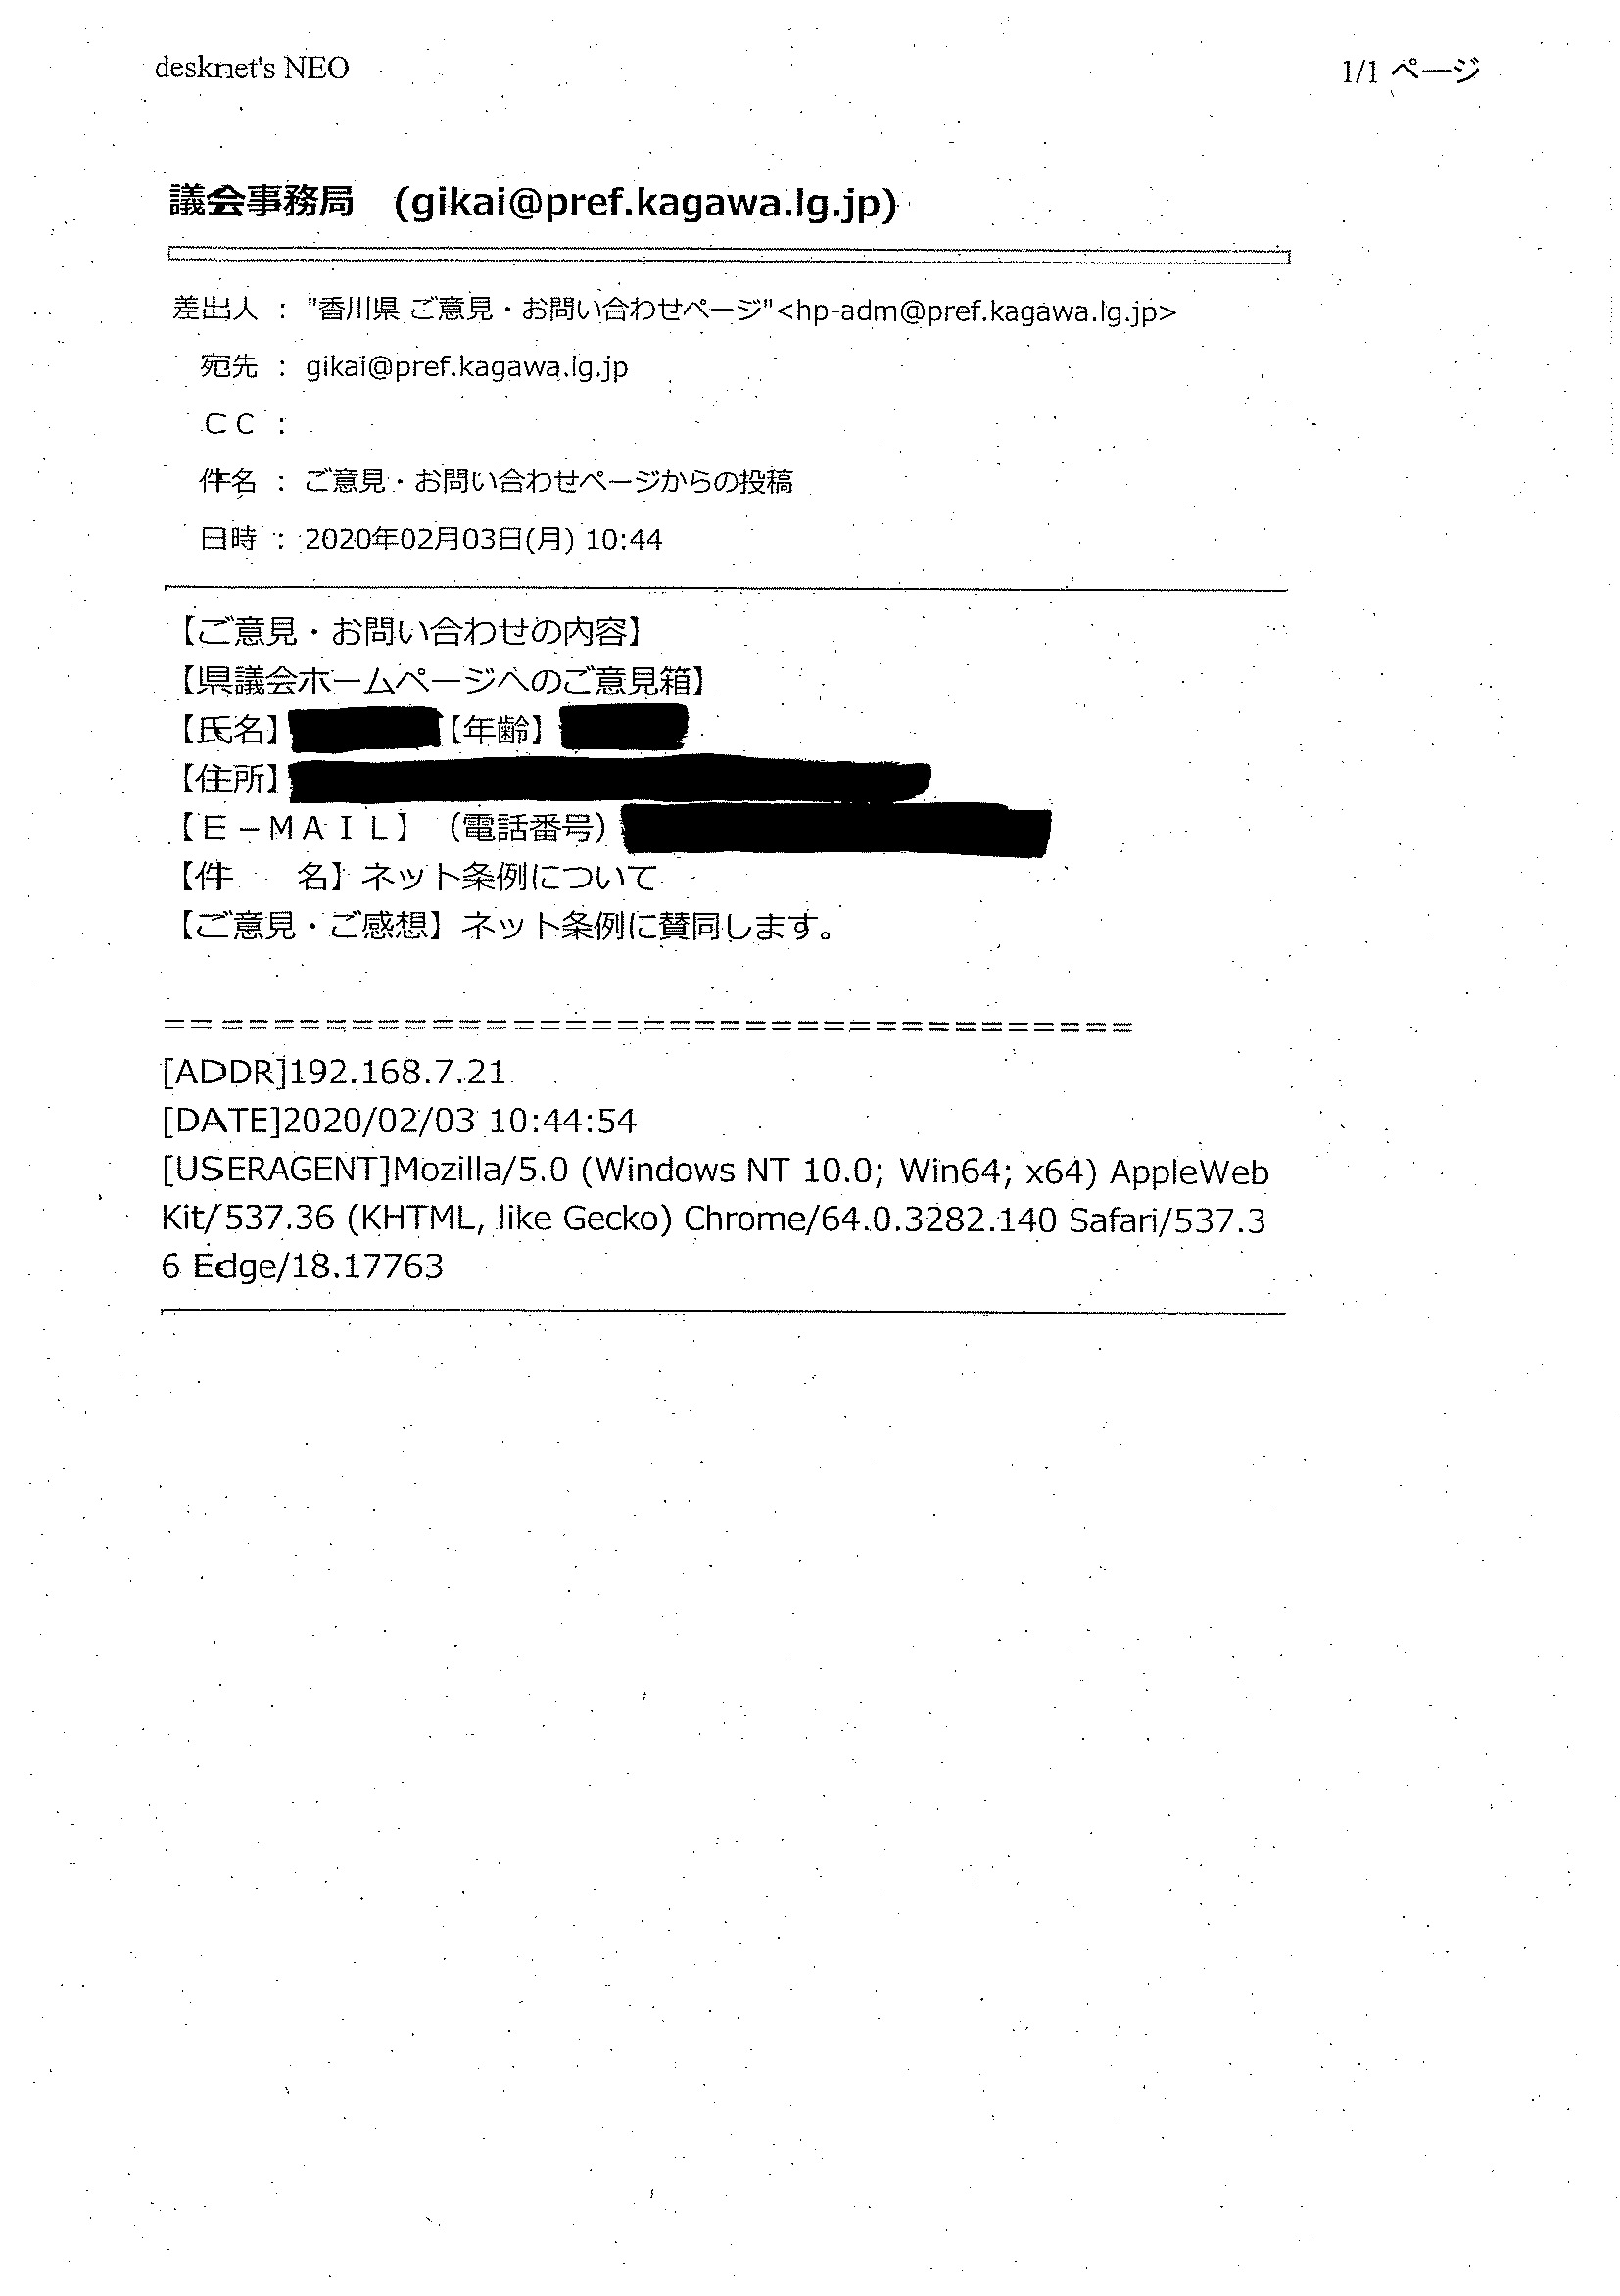 desknet's NEO
1/1 ページ
議会事務局 (gikai@pref.kagawa.lg.jp)
差出人 : "香川県 ご意見・お問い合わせページ"<hp-adm@pref.kagawa.lg.jp>
宛先 : gikai@pref.kagawa.lg.jp
ＣＣ :
件名 : ご意見・お問い合わせページからの投稿
日時 : 2020年02月03日(月) 10:44
【ご意見・お問い合わせの内容】
【県議会ホームページへのご意見箱】
【氏名】 【年齢】
【住所】
【Ｅ−ＭＡＩＬ】（電話番号）
【件　　名】ネット条例について
【ご意見・ご感想】ネット条例に賛同します。
=====================================
[ADDR]192.168.7.21
[DATE]2020/02/03 10:44:54
[USERAGENT]Mozilla/5.0 (Windows NT 10.0; Win64; x64) AppleWeb
Kit/537.36 (KHTML, like Gecko) Chrome/64.0.3282.140 Safari/537.3
6 Edge/18.17763